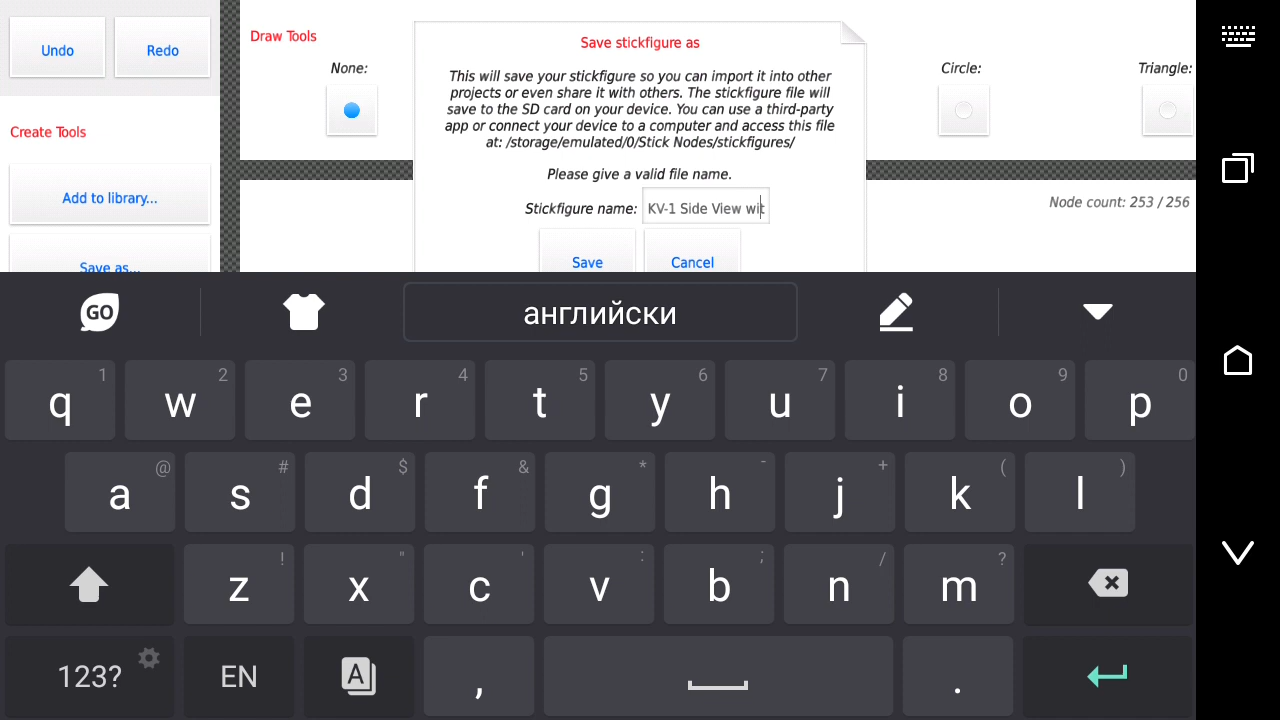 Undo
Redo
Create Tools
Add to library...
Save as...
Draw Tools
None:
Circle:
Triangle:
Node count: 253 / 256
Save stickfigure as
This will save your stickfigure so you can import it into other
projects or even share it with others. The stickfigure file will
save to the SD card on your device. You can use a third-party
app or connect your device to a computer and access this file
at: /storage/emulated/0/Stick Nodes/stickfigures/
Please give a valid file name.
Stickfigure name: KV-1 Side View wit
Save
Cancel
GO
английски
1 2 3 4 5 6 7 8 9 0
q w e r t y u i o p
@ # $ & * - + ( )
a s d f g h j k l
! " ' : ; / ?
z x c v b n m
123? EN A , .